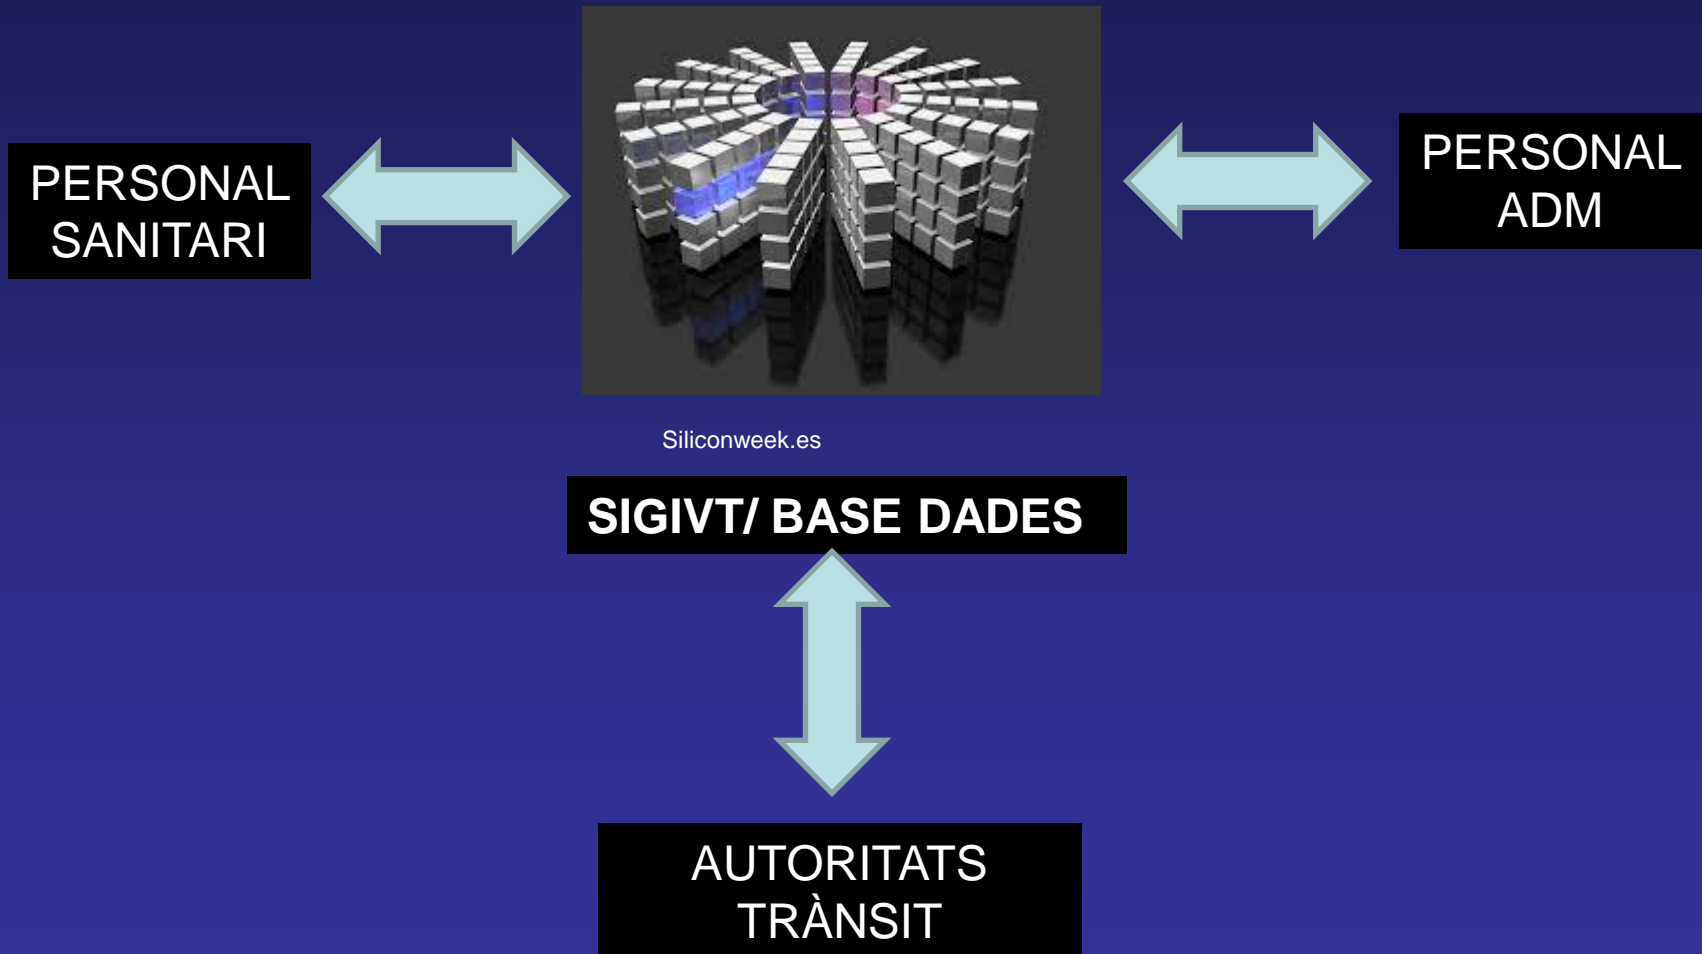 PERSONAL
SANITARI
PERSONAL
ADM
Siliconweek.es
SIGIVT/ BASE DADES
AUTORITATS
TRÀNSIT